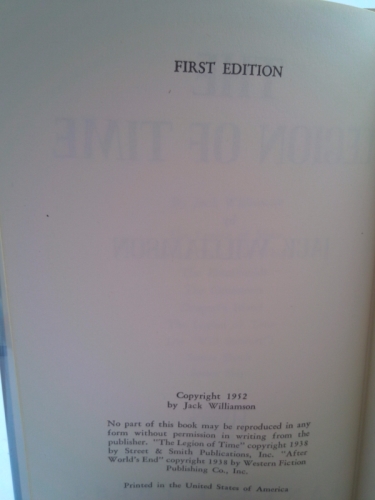 FIRST EDITION
Copyright 1952
by Jack Williamson
No part of this book may be reproduced in any
form without permission in writing from the
publisher. "The Legion of Time" copyright 1938
by Street & Smith Publications, Inc. "After
World's End" copyright 1938 by Western Fiction
Publishing Co., Inc.
Printed in the United States of America